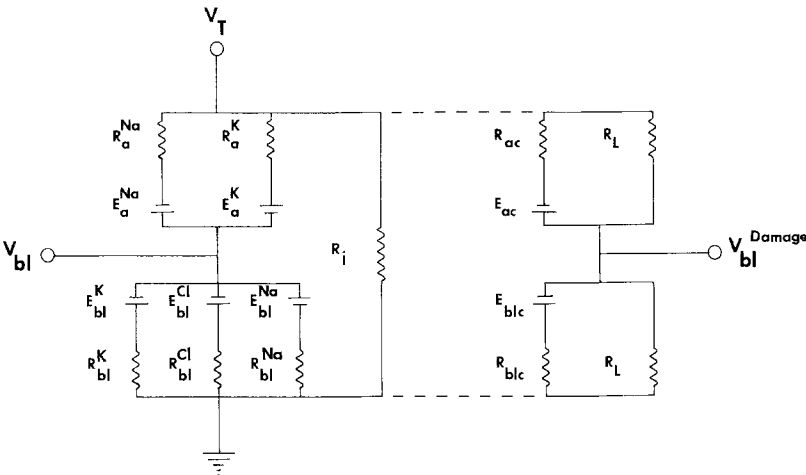 V_T
R_a^Na
R_a^K
R_ac
R_L
E_a^Na
E_a^K
E_ac
V_bl
R_i
V_bl^Damage
E_bl^K
E_bl^Cl
E_bl^Na
E_blc
R_bl^K
R_bl^Cl
R_bl^Na
R_blc
R_L